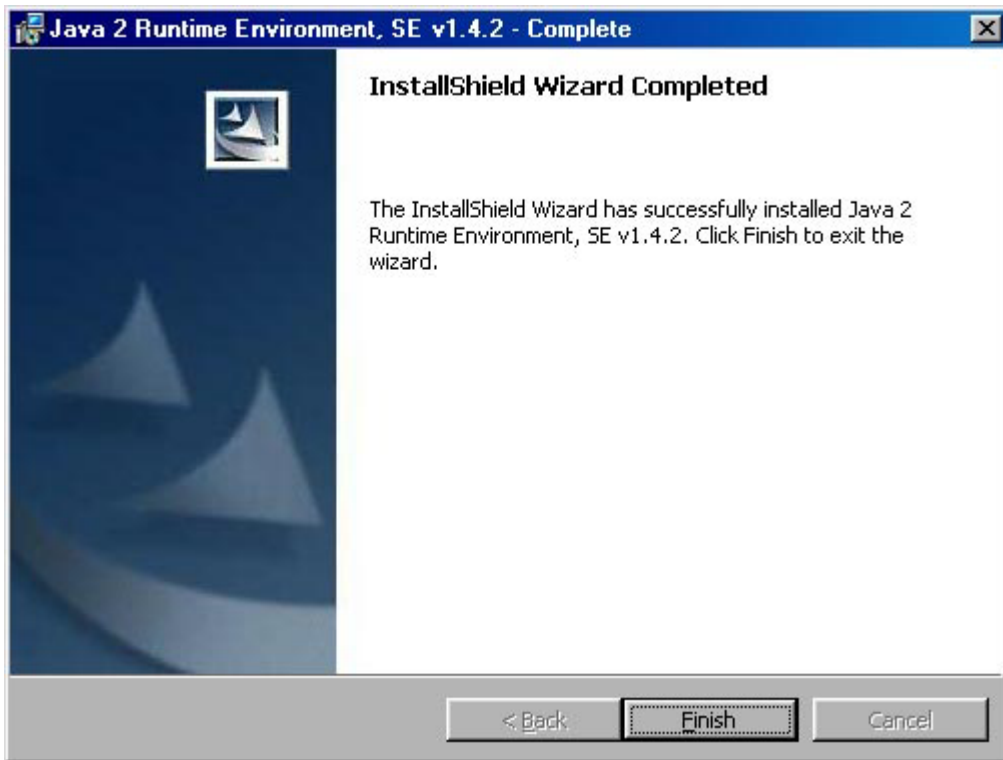 Java 2 Runtime Environment, SE v1.4.2 - Complete
InstallShield Wizard Completed
The InstallShield Wizard has successfully installed Java 2
Runtime Environment, SE v1.4.2. Click Finish to exit the
wizard.
< Back
Finish
Cancel